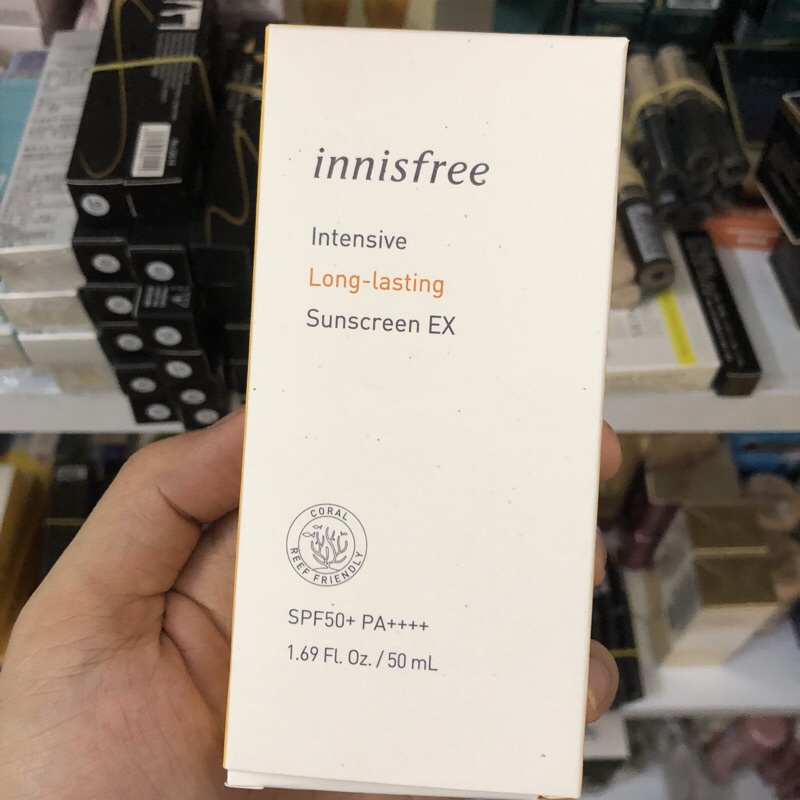 innisfree
Intensive
Long-lasting
Sunscreen EX
CORAL
REEF FRIENDLY
SPF50+ PA++++
1.69 Fl. Oz. / 50 mL